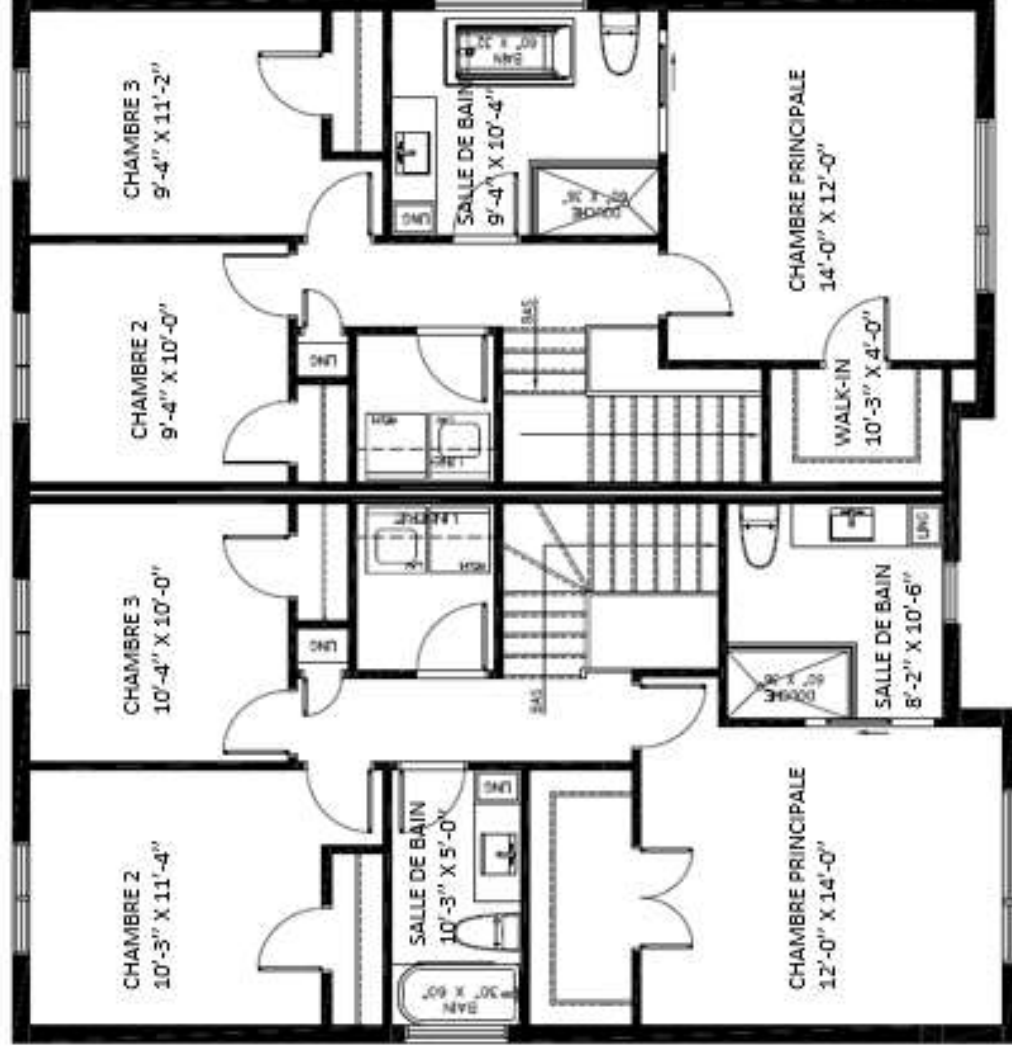 CHAMBRE 3
9'-4" X 11'-2"
BAIN
60" X 32"
SALLE DE BAIN
9'-4" X 10'-4"
LING
DOUCHE
60" X 36"
CHAMBRE PRINCIPALE
14'-0" X 12'-0"
CHAMBRE 2
9'-4" X 10'-0"
LING
BAS
WALK-IN
10'-3" X 4'-0"
CHAMBRE 3
10'-4" X 10'-0"
LINGERIE
LING
BAS
LING
SALLE DE BAIN
8'-2" X 10'-6"
DOUCHE
60" X 36"
CHAMBRE 2
10'-3" X 11'-4"
SALLE DE BAIN
10'-3" X 5'-0"
LING
BAIN
30" X 60"
CHAMBRE PRINCIPALE
12'-0" X 14'-0"